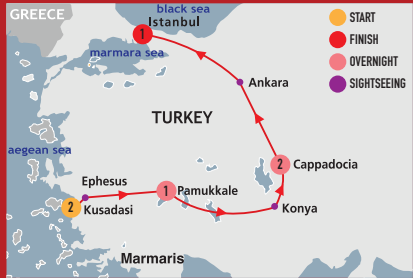 GREECE
black sea
Istanbul
1
marmara sea
START
FINISH
OVERNIGHT
SIGHTSEEING
Ankara
TURKEY
aegean sea
2
Cappadocia
Ephesus
1
Pamukkale
2
Kusadasi
Konya
Marmaris